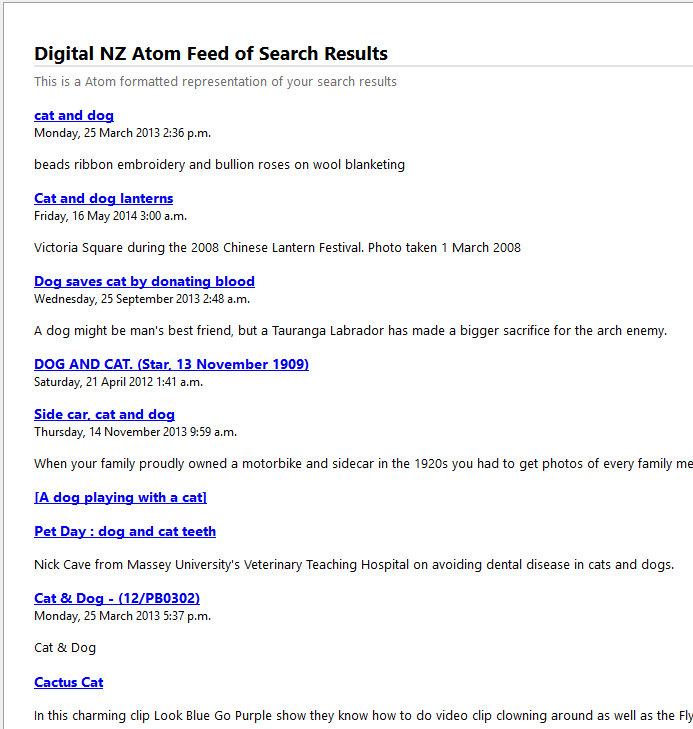 Digital NZ Atom Feed of Search Results
This is a Atom formatted representation of your search results
cat and dog
Monday, 25 March 2013 2:36 p.m.
beads ribbon embroidery and bullion roses on wool blanketing
Cat and dog lanterns
Friday, 16 May 2014 3:00 a.m.
Victoria Square during the 2008 Chinese Lantern Festival. Photo taken 1 March 2008
Dog saves cat by donating blood
Wednesday, 25 September 2013 2:48 a.m.
A dog might be man's best friend, but a Tauranga Labrador has made a bigger sacrifice for the arch enemy.
DOG AND CAT. (Star, 13 November 1909)
Saturday, 21 April 2012 1:41 a.m.
Side car, cat and dog
Thursday, 14 November 2013 9:59 a.m.
When your family proudly owned a motorbike and sidecar in the 1920s you had to get photos of every family me
[A dog playing with a cat]
Pet Day : dog and cat teeth
Nick Cave from Massey University's Veterinary Teaching Hospital on avoiding dental disease in cats and dogs.
Cat & Dog - (12/PB0302)
Monday, 25 March 2013 5:37 p.m.
Cat & Dog
Cactus Cat
In this charming clip Look Blue Go Purple show they know how to do video clip clowning around as well as the Fly